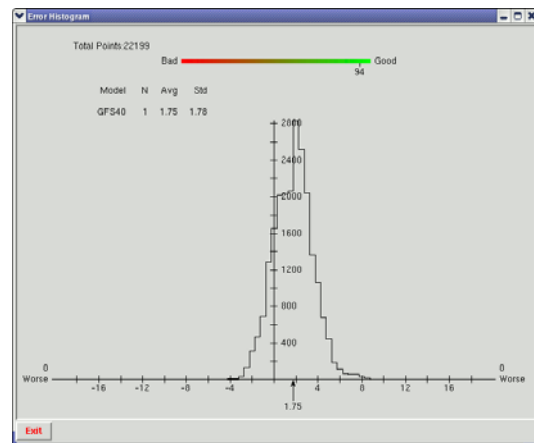 Error Histogram
Total Points:22199
Bad Good
94
Model N Avg Std
GFS40 1 1.75 1.78
2800
2400
2000
1600
1200
800
400
0 0
Worse Worse
-16 -12 -8 -4 4 8 12 16
1.75
Exit